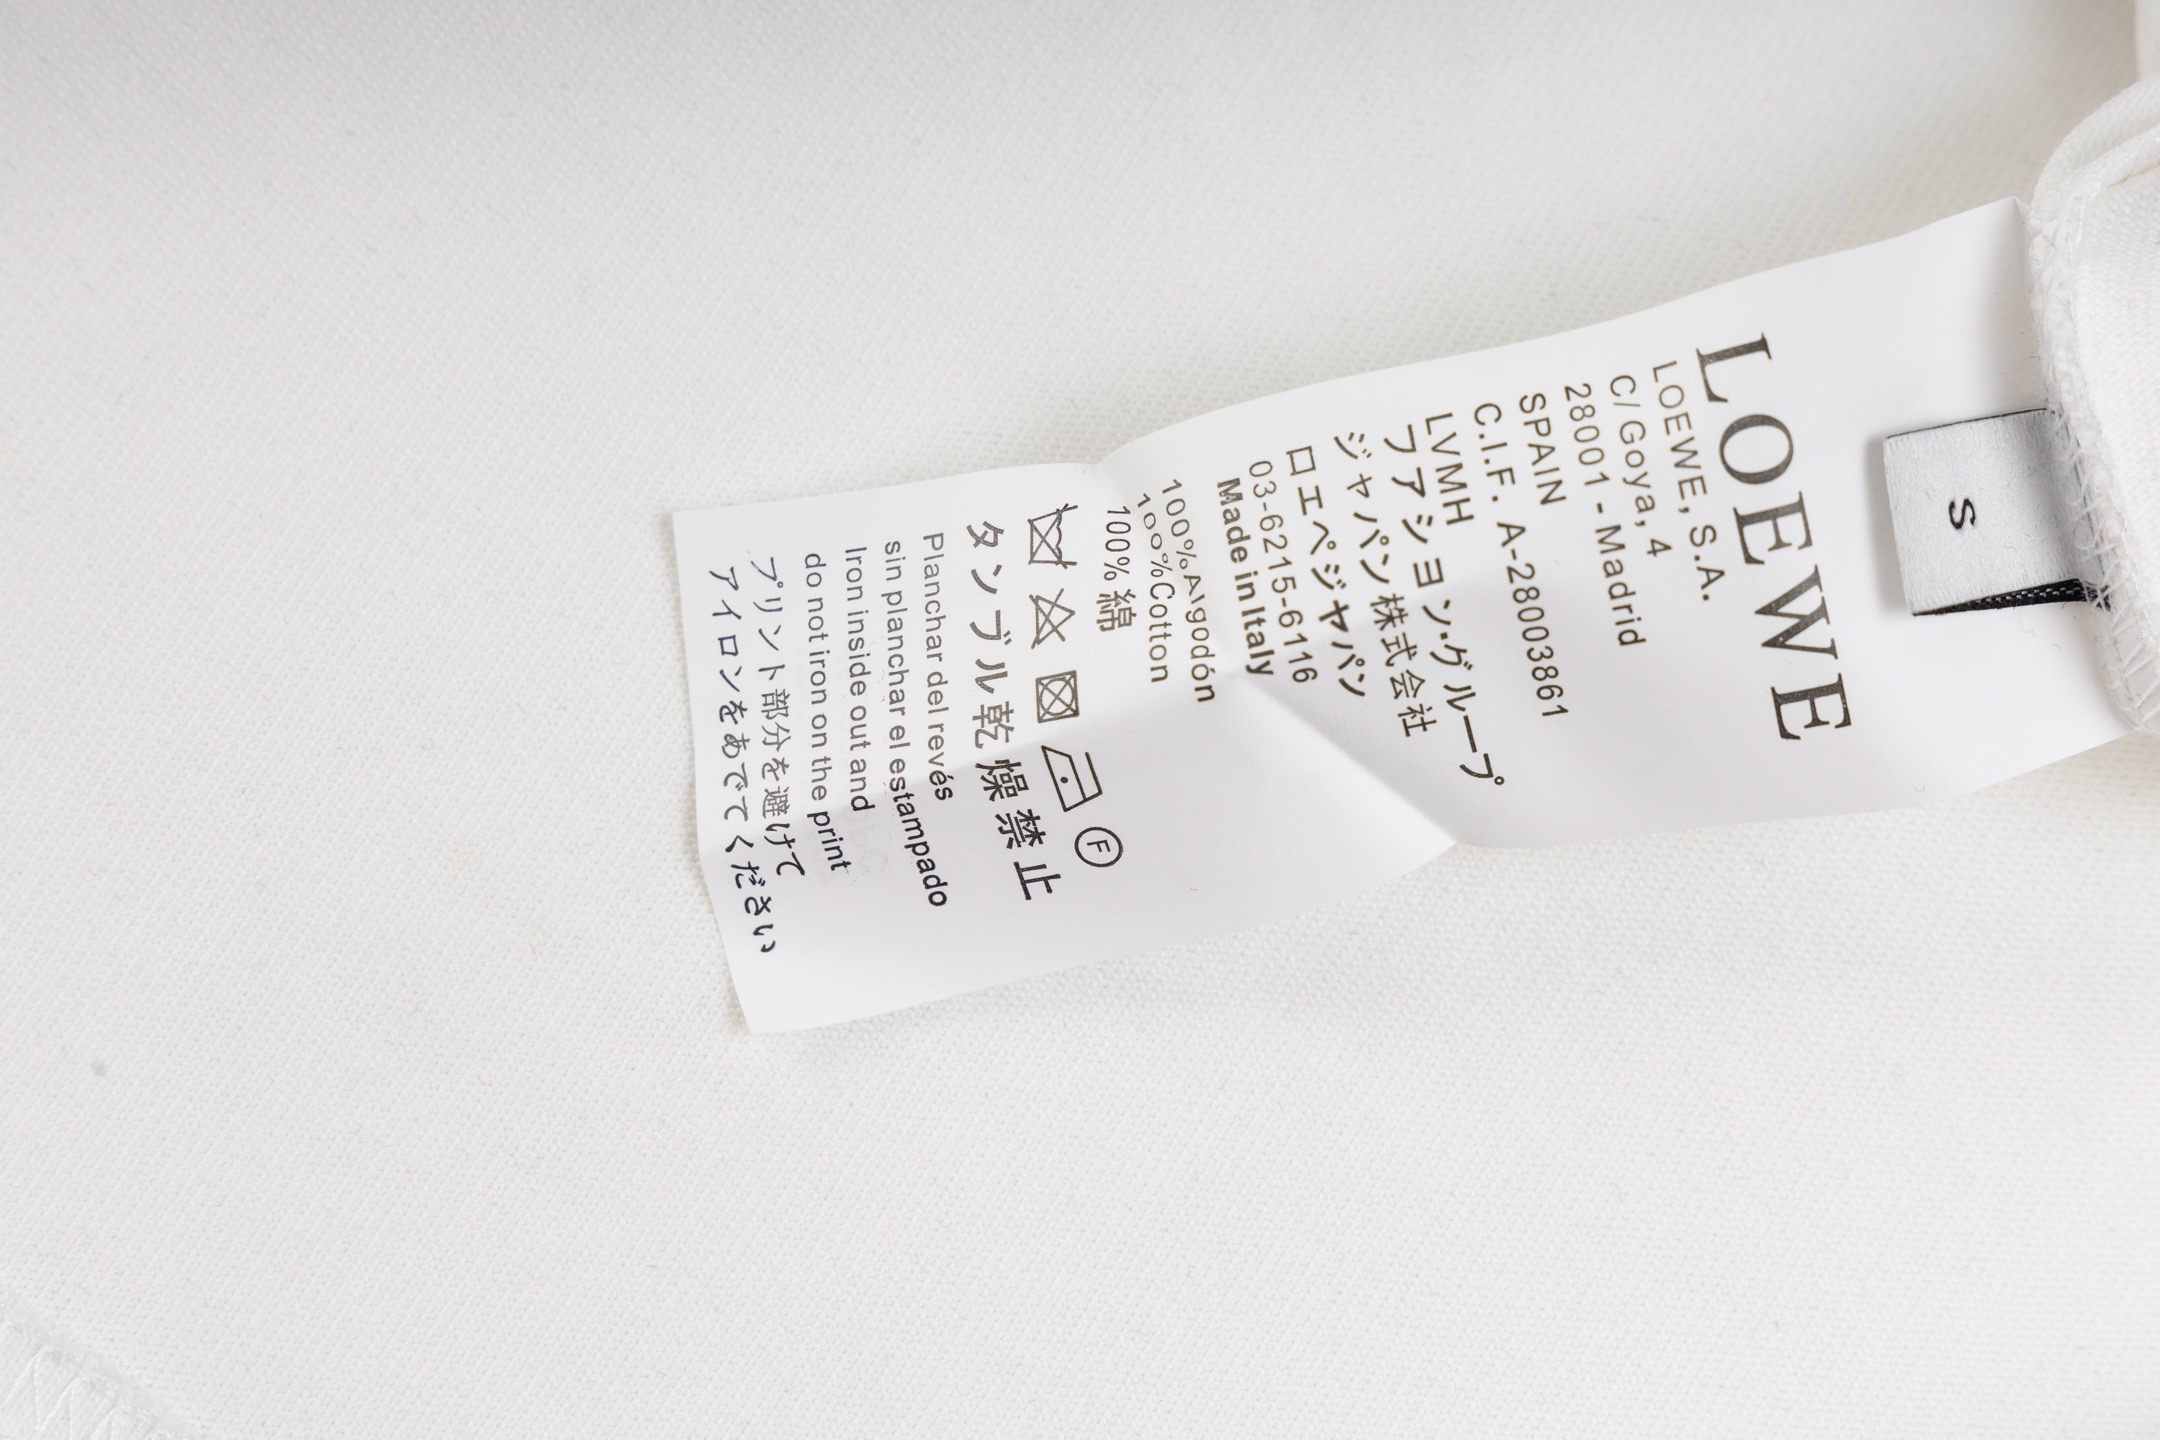 S
LOEWE
LOEWE, S.A.
C/Goya, 4
28001 - Madrid
SPAIN
C.I.F. A-28003861
LVMH
ファシヨン·グループ
ジャパン株式会社
ロエベジヤパン
03-6215-6116
Made in Italy
100%Algodón
100%Cotton
100% 綿
F
タンブル乾燥禁止
Planchar del revés
sin planchar el estampado
Iron inside out and
do not iron on the print
プリント部分を避けて
アイロンをあでてください